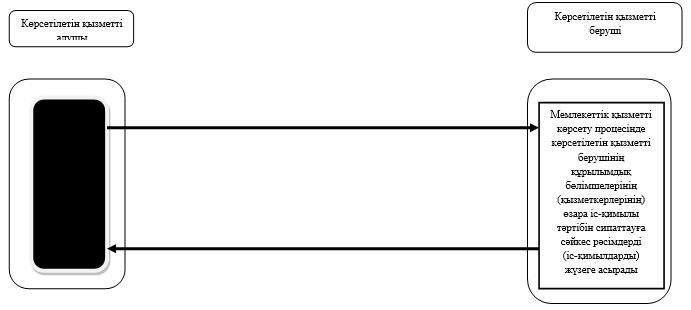 Көрсетілетін қызметті
алушы
Көрсетілетін қызметті
беруші
Мемлекеттік қызметті
көрсету процесінде
көрсетілетін қызметті
берушінің
құрылымдық
бөлімшелерінің
(қызметкерлерінің)
өзара іс-қимылы
тәртібін сипаттауға
сәйкес рәсімдерді
(іс-қимылдарды)
жүзеге асырады